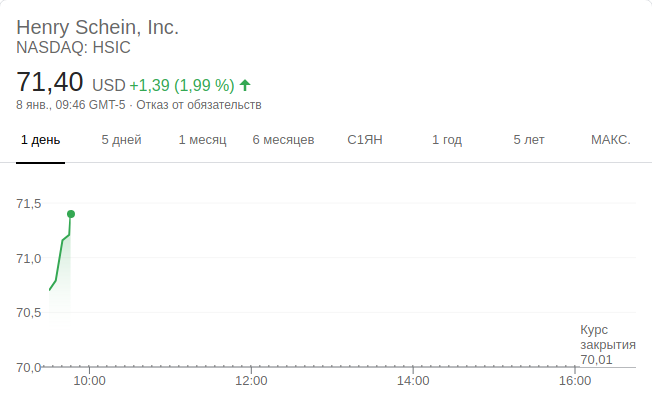 Henry Schein, Inc.
NASDAQ: HSIC
71,40 USD +1,39 (1,99 %)
8 янв., 09:46 GMT-5 · Отказ от обязательств
1 день 5 дней 1 месяц 6 месяцев С1ЯН 1 год 5 лет МАКС.
71,5
71,0
70,5
Курс
закрытия
70,01
70,0
10:00 12:00 14:00 16:00